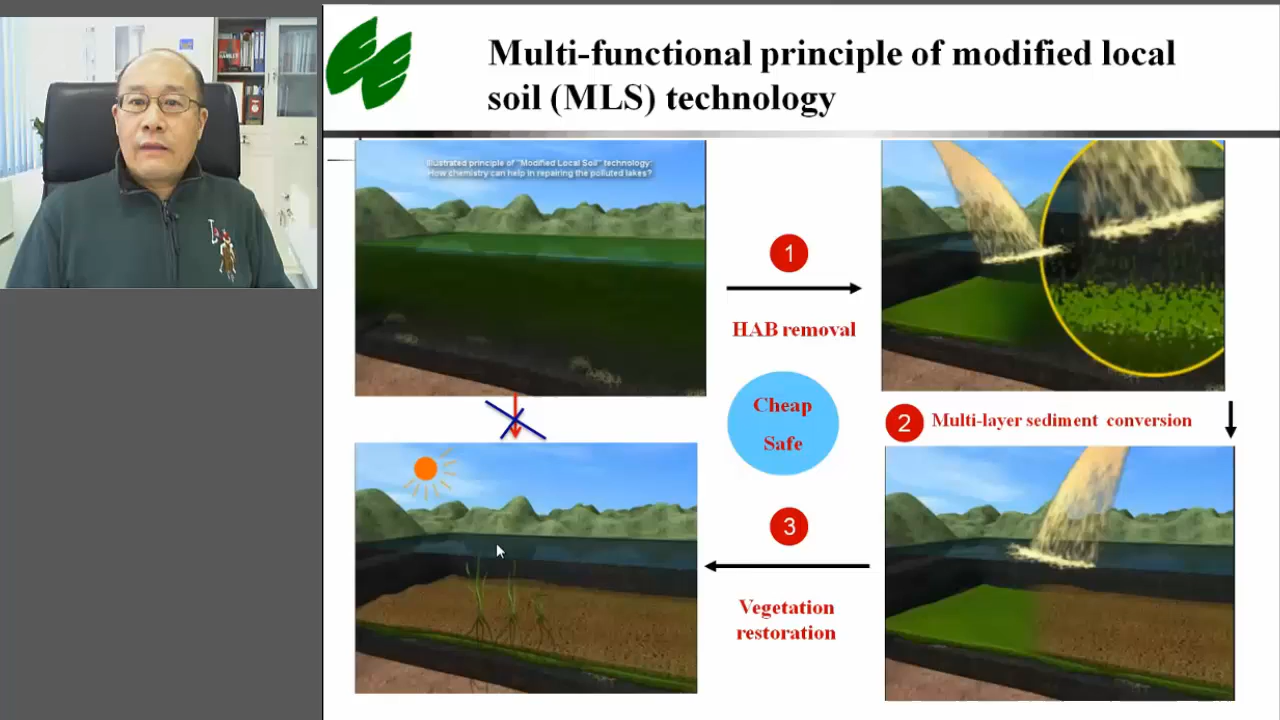 Multi-functional principle of modified local
soil (MLS) technology
Illustrated principle of "Modified Local Soil" technology:
How chemistry can help in repairing the polluted lakes?
1
HAB removal
Cheap
Safe
2 Multi-layer sediment conversion
3
Vegetation
restoration